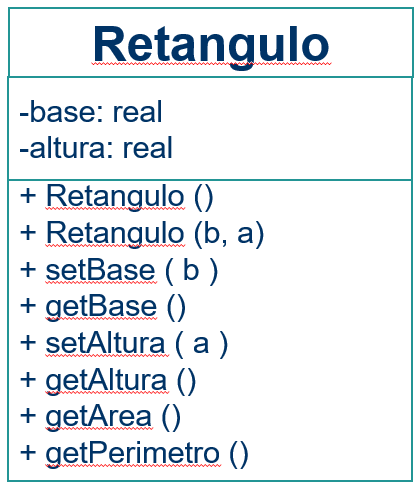 Retangulo
-base: real
-altura: real
+ Retangulo ()
+ Retangulo (b, a)
+ setBase ( b )
+ getBase ()
+ setAltura ( a )
+ getAltura ()
+ getArea ()
+ getPerimetro ()